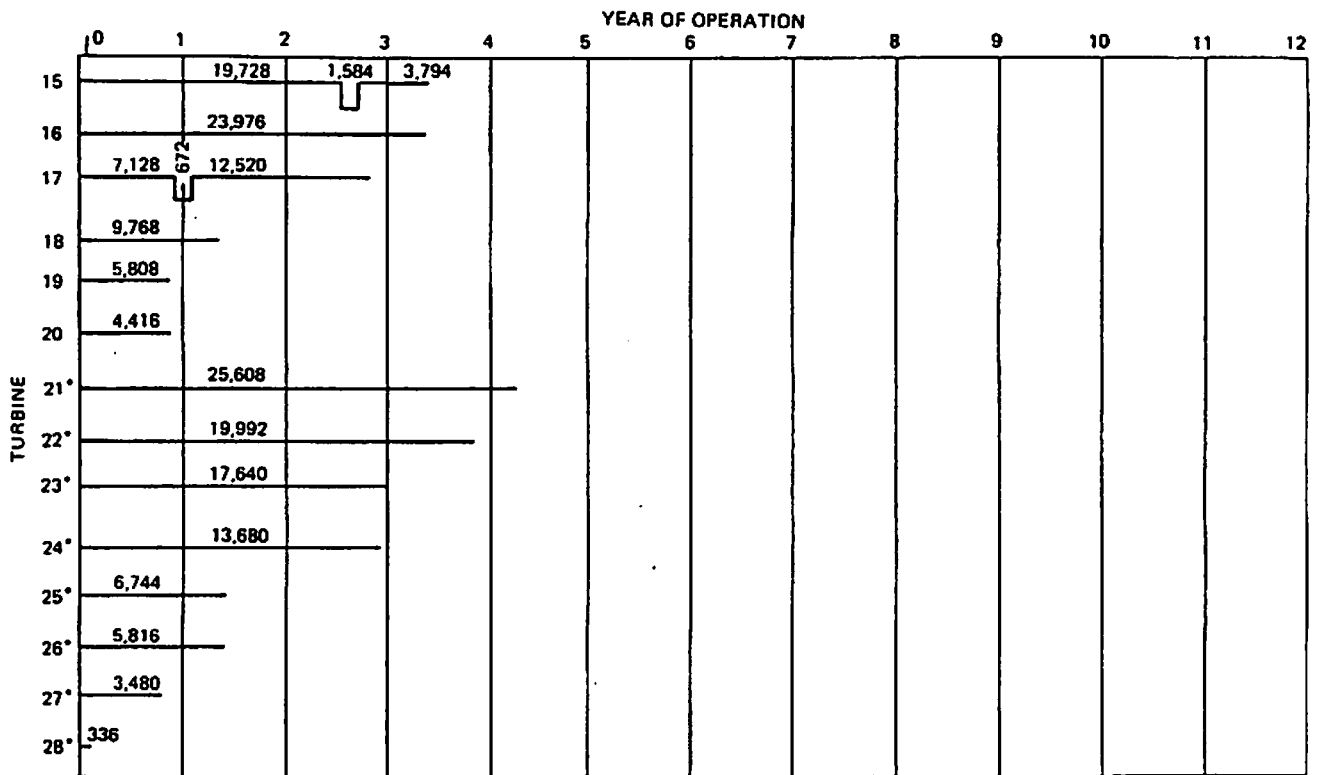 YEAR OF OPERATION
0 1 2 3 4 5 6 7 8 9 10 11 12
15 19,728 1,584 3,794
16 23,976
17 7,128 672 12,520
18 9,768
19 5,808
20 4,416
TURBINE
21* 25,608
22* 19,992
23* 17,640
24* 13,680
25* 6,744
26* 5,816
27* 3,480
28* 336